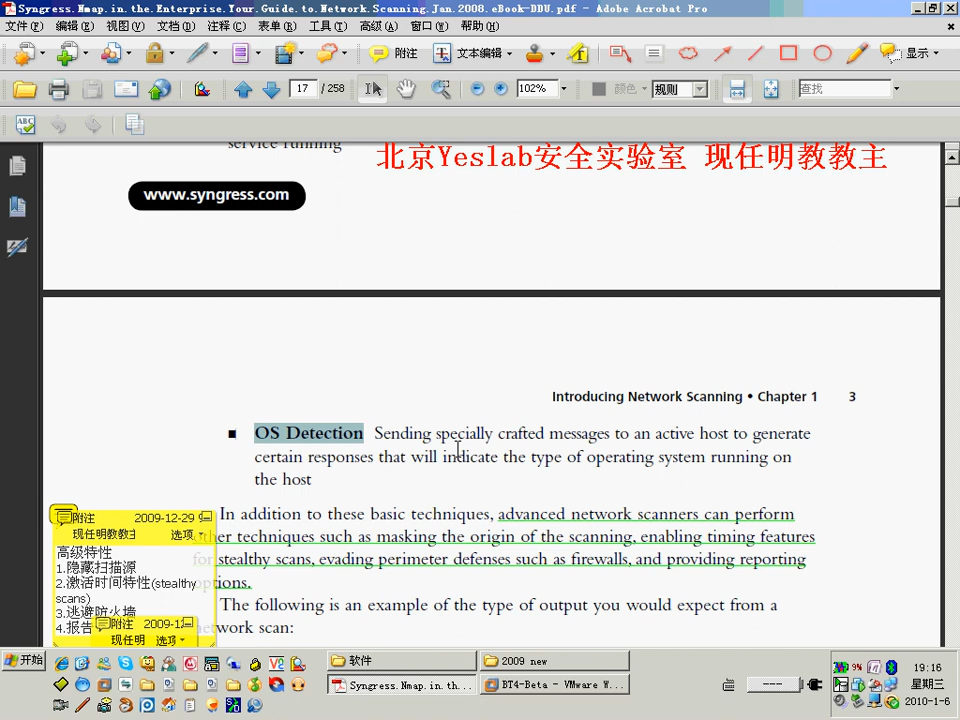 Syngress.Nmap.in.the.Enterprise.Your.Guide.to.Network.Scanning.Jan.2008.eBook-DDU.pdf - Adobe Acrobat Pro
文件(F) 编辑(E) 视图(V) 文档(D) 注释(C) 表单(R) 工具(T) 高级(A) 窗口(W) 帮助(H)
附注 文本编辑 显示
17 / 258 102% 颜色 规则 查找
service running
北京Yeslab安全实验室 现任明教教主
www.syngress.com
Introducing Network Scanning • Chapter 1 3
■ OS Detection Sending specially crafted messages to an active host to generate
certain responses that will indicate the type of operating system running on
the host
In addition to these basic techniques, advanced network scanners can perform
other techniques such as masking the origin of the scanning, enabling timing features
for stealthy scans, evading perimeter defenses such as firewalls, and providing reporting
options.
The following is an example of the type of output you would expect from a
network scan:
附注 2009-12-29
现任明教教主 选项
高级特性
1.隐藏扫描源
2.激活时间特性(stealthy
scans)
3.逃避防火墙
4.报告
附注 2009-12
现任明 选项
开始 软件 2009 new 19:16
Syngress.Nmap.in.th... BT4-Beta - VMware W... 星期三
2010-1-6
9%